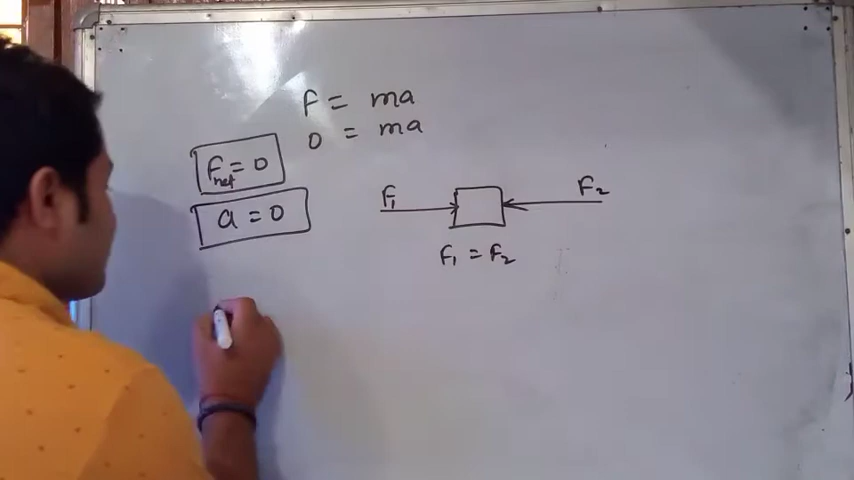 F = ma
0 = ma
Fnet = 0
a = 0
F₁ F₂
F₁ = F₂